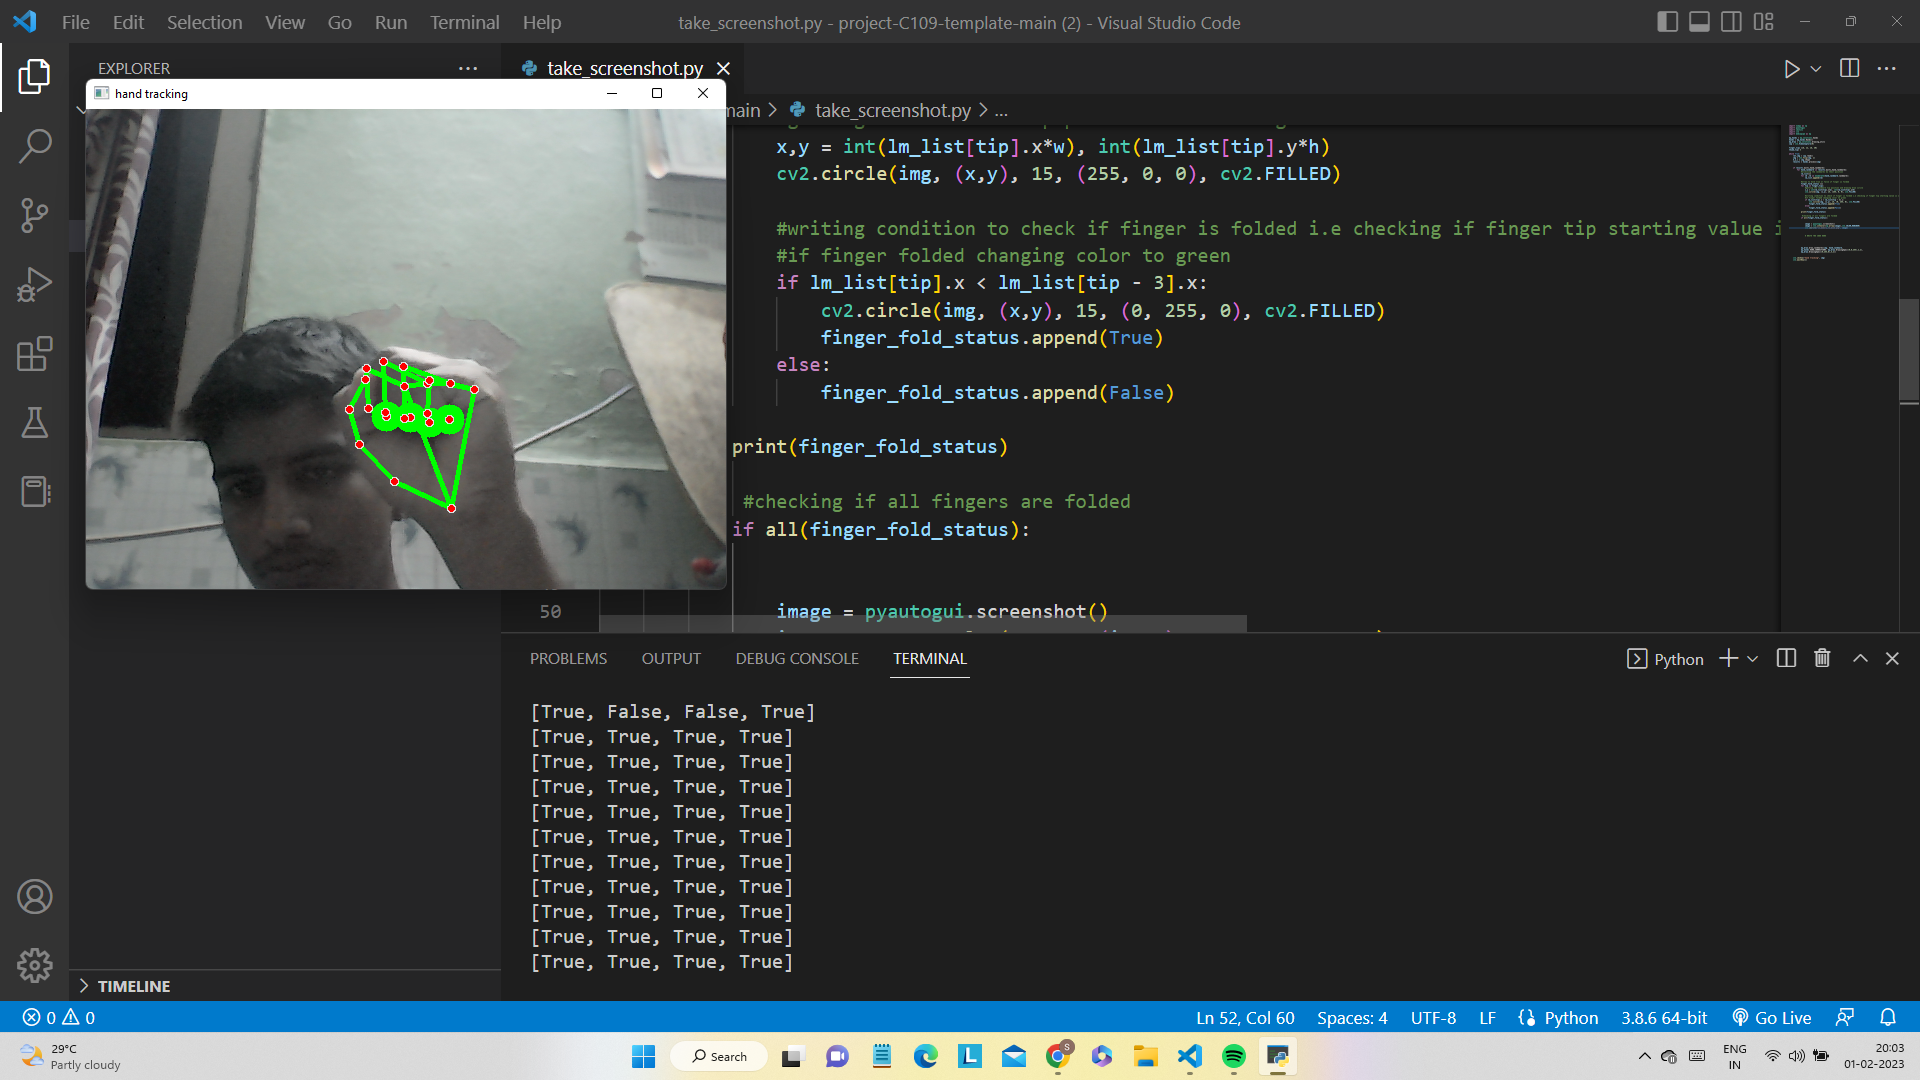 File Edit Selection View Go Run Terminal Help
take_screenshot.py - project-C109-template-main (2) - Visual Studio Code
EXPLORER
take_screenshot.py
hand tracking
main > take_screenshot.py > ...
x,y = int(lm_list[tip].x*w), int(lm_list[tip].y*h)
cv2.circle(img, (x,y), 15, (255, 0, 0), cv2.FILLED)
#writing condition to check if finger is folded i.e checking if finger tip starting value i
#if finger folded changing color to green
if lm_list[tip].x < lm_list[tip - 3].x:
cv2.circle(img, (x,y), 15, (0, 255, 0), cv2.FILLED)
finger_fold_status.append(True)
else:
finger_fold_status.append(False)
print(finger_fold_status)
#checking if all fingers are folded
if all(finger_fold_status):
50 image = pyautogui.screenshot()
PROBLEMS OUTPUT DEBUG CONSOLE TERMINAL
Python
[True, False, False, True]
[True, True, True, True]
[True, True, True, True]
[True, True, True, True]
[True, True, True, True]
[True, True, True, True]
[True, True, True, True]
[True, True, True, True]
[True, True, True, True]
[True, True, True, True]
[True, True, True, True]
TIMELINE
0 0
Ln 52, Col 60 Spaces: 4 UTF-8 LF Python 3.8.6 64-bit Go Live
29°C
Partly cloudy
Search
S
L
ENG
IN
20:03
01-02-2023